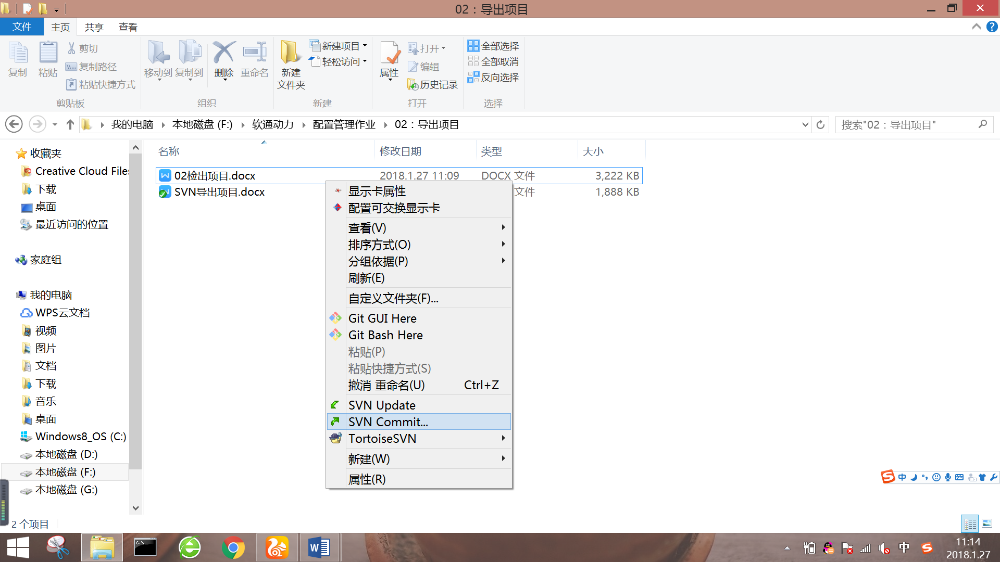 02：导出项目
文件
主页
共享
查看
复制
粘贴
剪切
复制路径
粘贴快捷方式
剪贴板
移动到
复制到
删除
重命名
组织
新建
文件夹
新建项目
轻松访问
新建
属性
打开
编辑
历史记录
打开
全部选择
全部取消
反向选择
选择
我的电脑
本地磁盘 (F:)
软通动力
配置管理作业
02：导出项目
搜索"02：导出项目"
收藏夹
Creative Cloud Files
下载
桌面
最近访问的位置
家庭组
我的电脑
WPS云文档
视频
图片
文档
下载
音乐
桌面
Windows8_OS (C:)
本地磁盘 (D:)
本地磁盘 (F:)
本地磁盘 (G:)
名称
修改日期
类型
大小
02检出项目.docx
2018.1.27 11:09
DOCX 文件
3,222 KB
SVN导出项目.docx
文件
1,888 KB
显示卡属性
配置可交换显示卡
查看(V)
排序方式(O)
分组依据(P)
刷新(E)
自定义文件夹(F)...
Git GUI Here
Git Bash Here
粘贴(P)
粘贴快捷方式(S)
撤消 重命名(U) Ctrl+Z
SVN Update
SVN Commit...
TortoiseSVN
新建(W)
属性(R)
中
2 个项目
中
11:14
2018.1.27